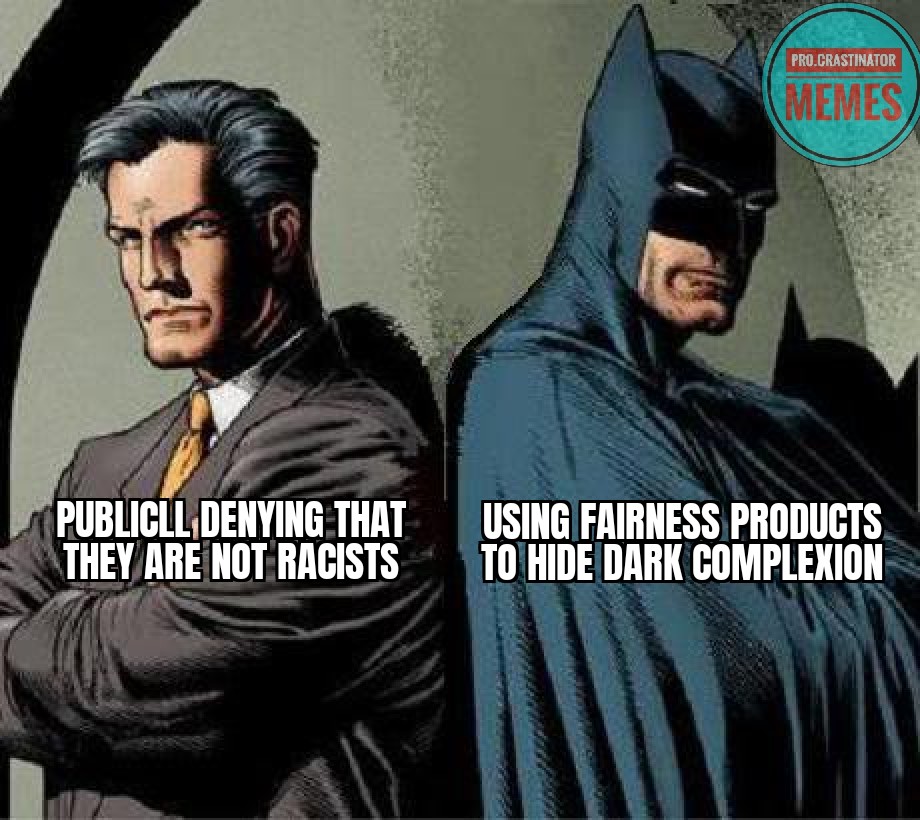 PRO.CRASTINATOR
MEMES
PUBLICLL DENYING THAT
THEY ARE NOT RACISTS
USING FAIRNESS PRODUCTS
TO HIDE DARK COMPLEXION